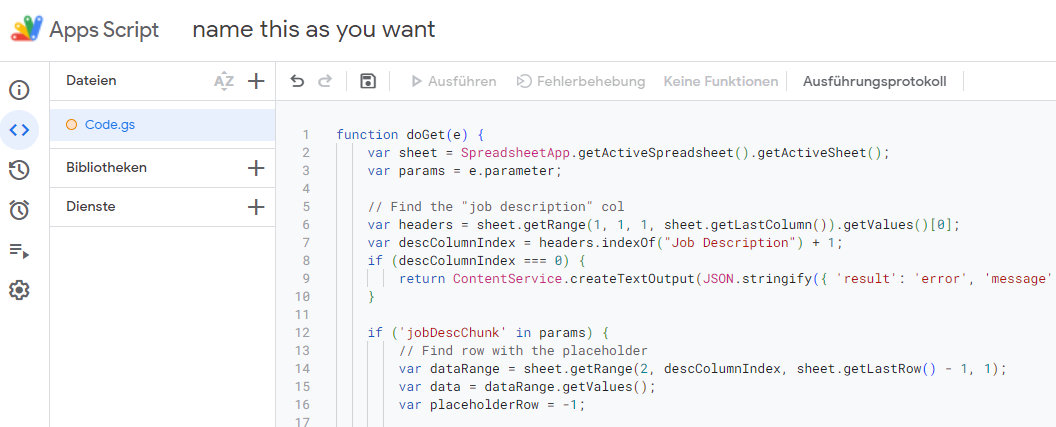 Apps Script name this as you want
Dateien AZ
Ausführen Fehlerbehebung Keine Funktionen Ausführungsprotokoll
Code.gs
Bibliotheken
Dienste
1 function doGet(e) {
2 var sheet = SpreadsheetApp.getActiveSpreadsheet().getActiveSheet();
3 var params = e.parameter;
4
5 // Find the "job description" col
6 var headers = sheet.getRange(1, 1, 1, sheet.getLastColumn()).getValues()[0];
7 var descColumnIndex = headers.indexOf("Job Description") + 1;
8 if (descColumnIndex === 0) {
9 return ContentService.createTextOutput(JSON.stringify({ 'result': 'error', 'message'
10 }
11
12 if ('jobDescChunk' in params) {
13 // Find row with the placeholder
14 var dataRange = sheet.getRange(2, descColumnIndex, sheet.getLastRow() - 1, 1);
15 var data = dataRange.getValues();
16 var placeholderRow = -1;
17